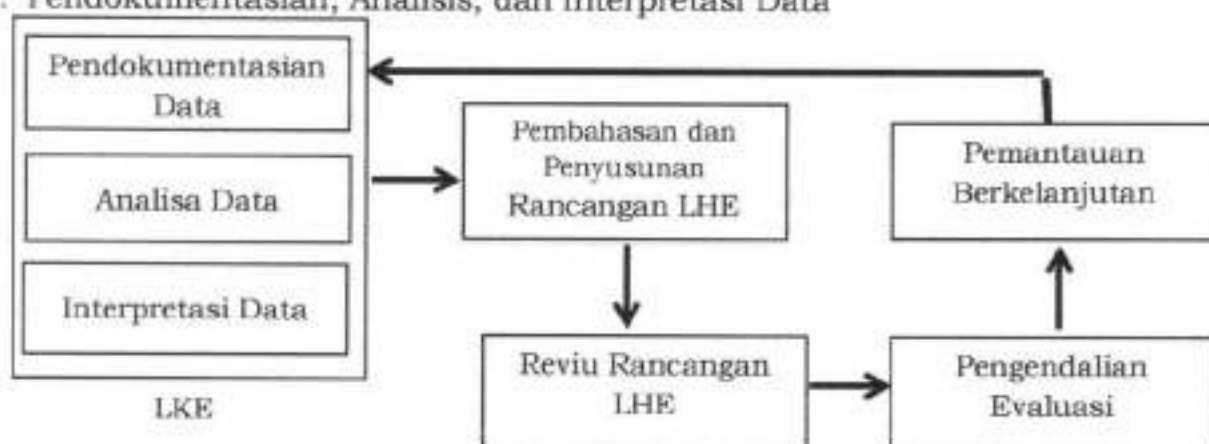 Pendokumentasian, Analisis, dan Interpretasi Data
Pendokumentasian
Data
Analisa Data
Interpretasi Data
LKE
Pembahasan dan
Penyusunan
Rancangan LHE
Reviu Rancangan
LHE
Pengendalian
Evaluasi
Pemantauan
Berkelanjutan